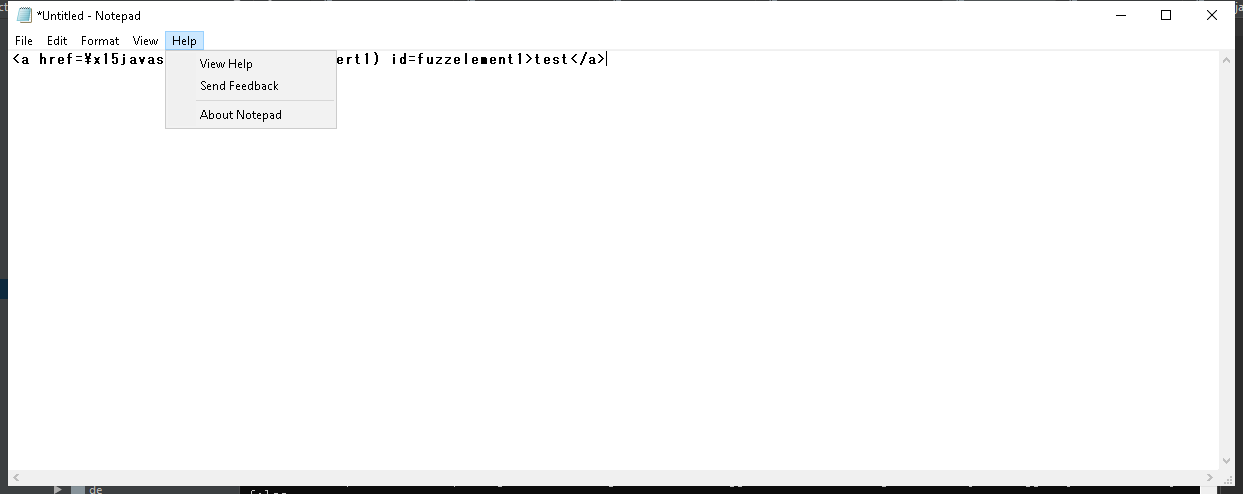 *Untitled - Notepad
File Edit Format View Help
<a href=¥x15javas ert1) id=fuzzelement1>test</a>
View Help
Send Feedback
About Notepad
de